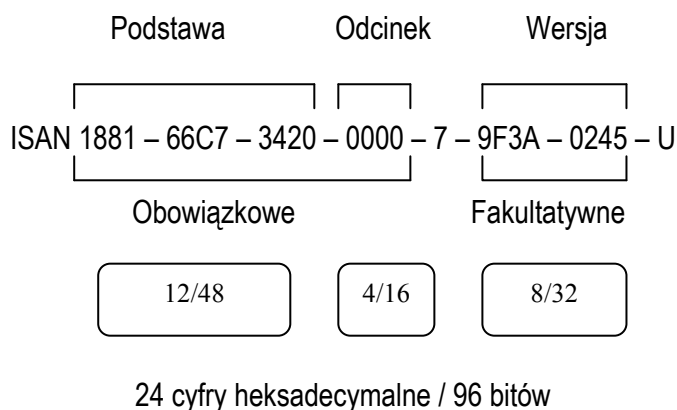 Podstawa Odcinek Wersja
ISAN 1881 – 66C7 – 3420 – 0000 – 7 – 9F3A – 0245 – U
Obowiązkowe Fakultatywne
12/48 4/16 8/32
24 cyfry heksadecymalne / 96 bitów